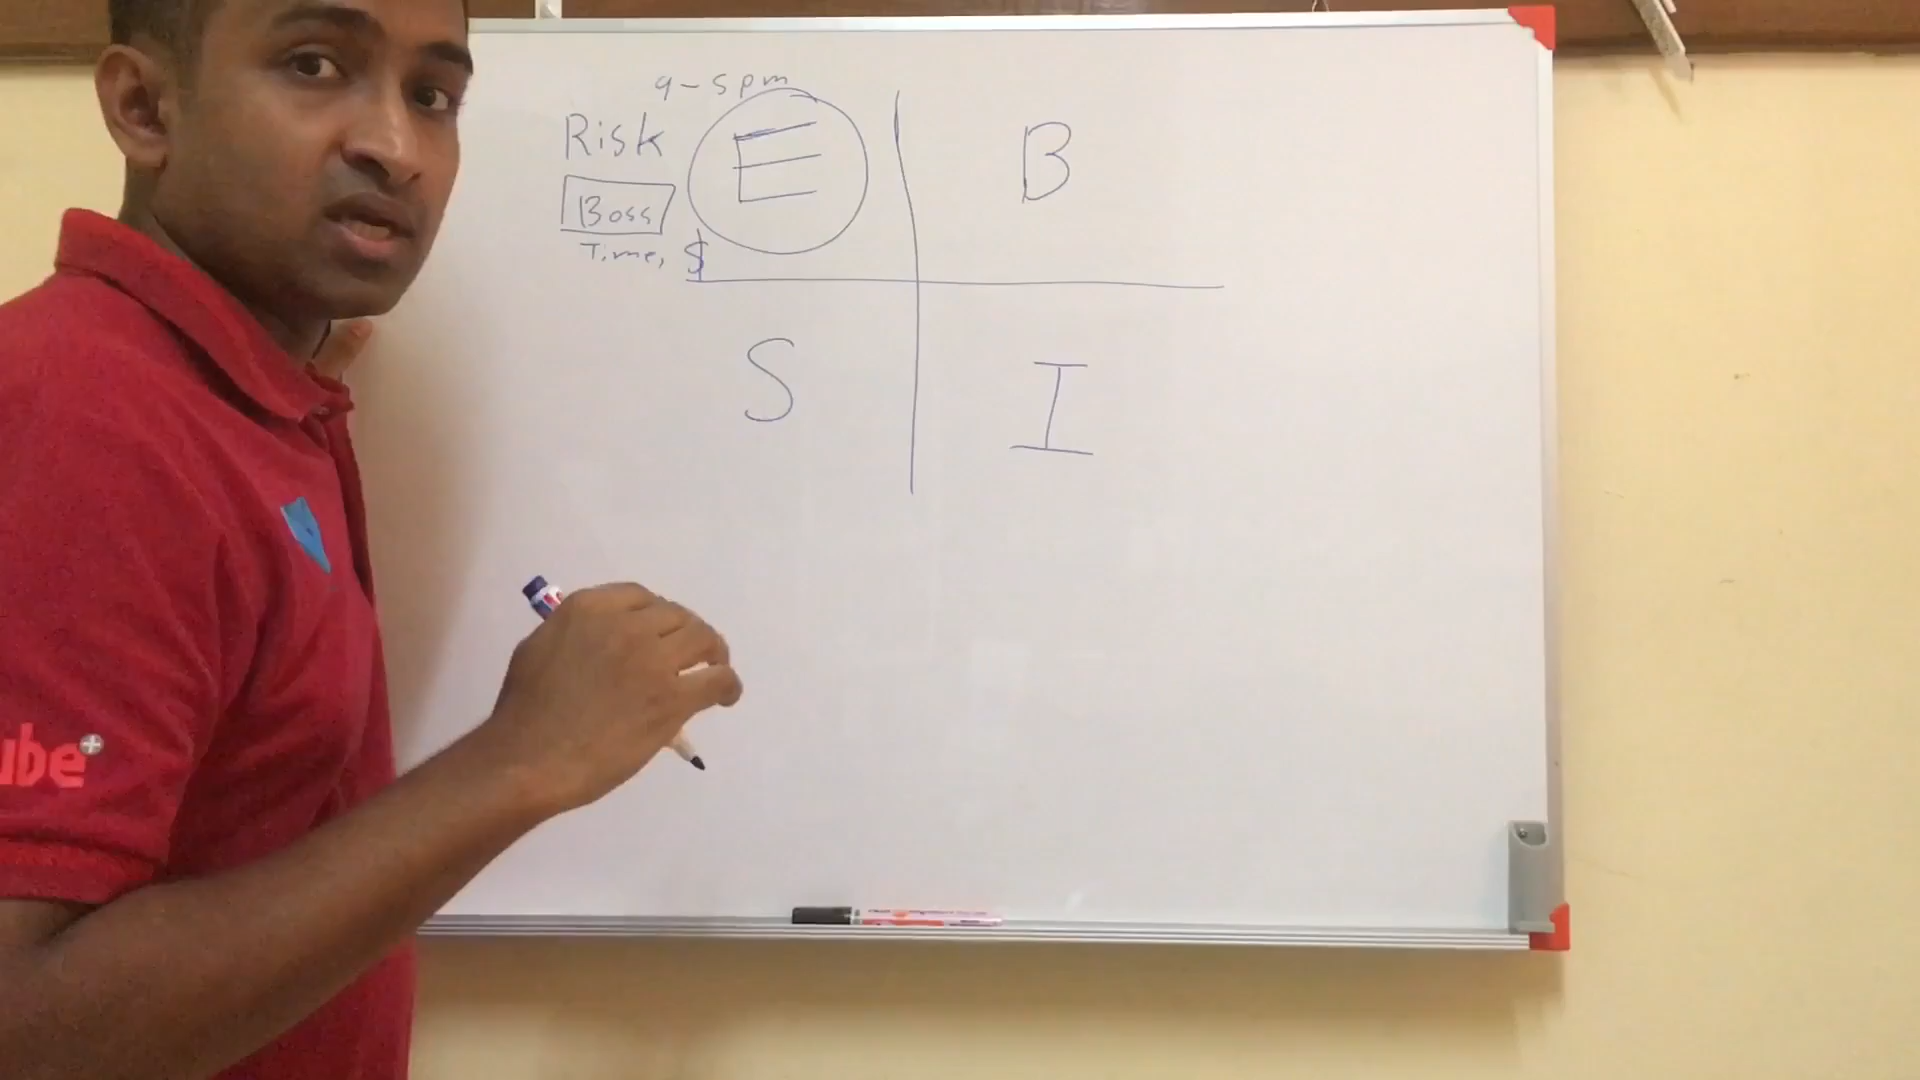 9-5pm
Risk E B
Boss
Time, $
S I
ube+